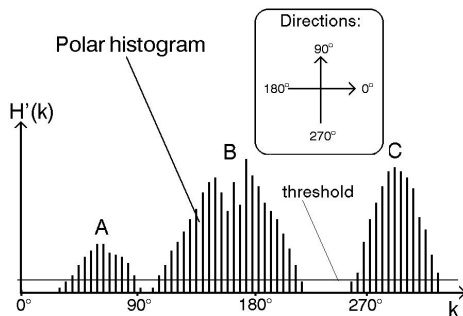 Directions:
90°
180°
0°
270°
Polar histogram
H'(k)
A
B
C
threshold
0°
90°
180°
270°
k